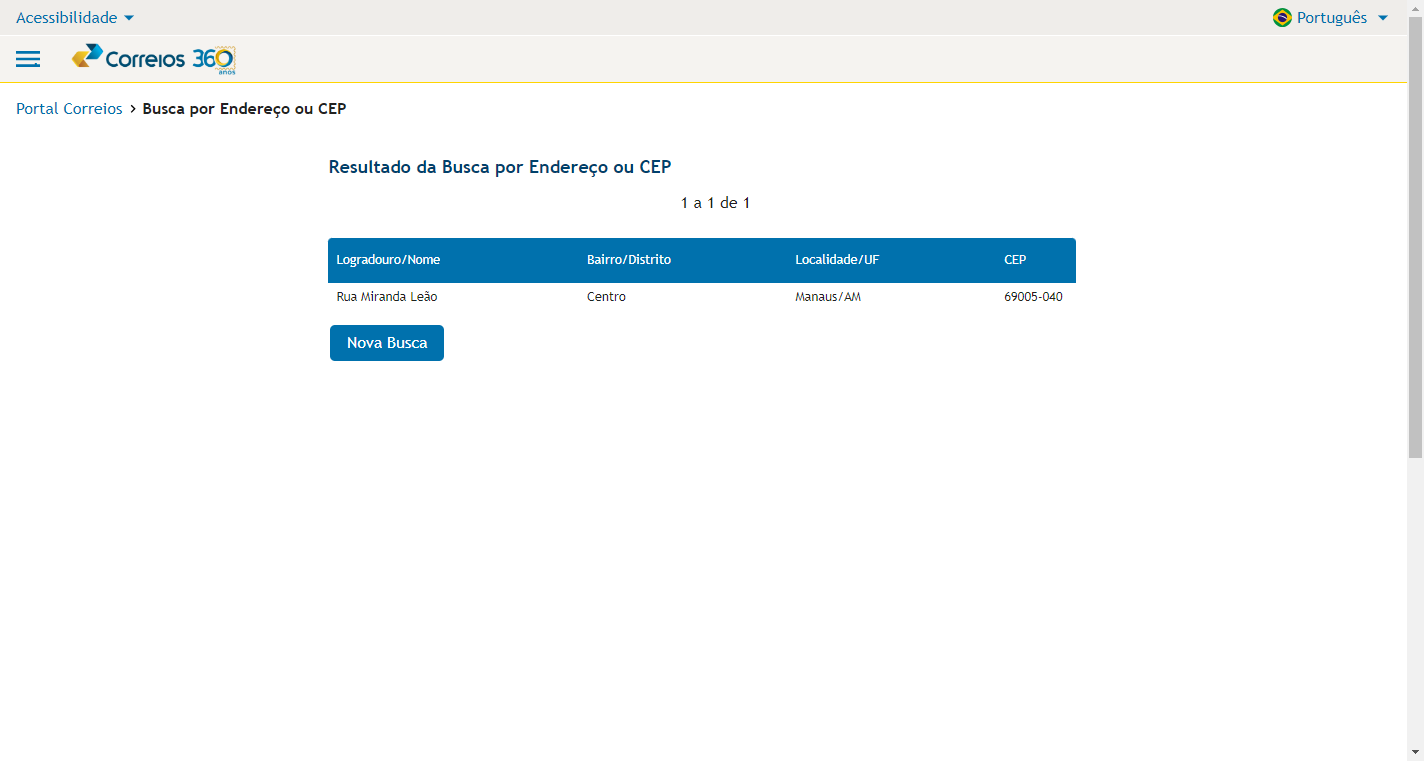 Acessibilidade
Português
Correios 360
anos
Portal Correios > Busca por Endereço ou CEP
Resultado da Busca por Endereço ou CEP
1 a 1 de 1
Logradouro/Nome Bairro/Distrito Localidade/UF CEP
Rua Miranda Leão Centro Manaus/AM 69005-040
Nova Busca